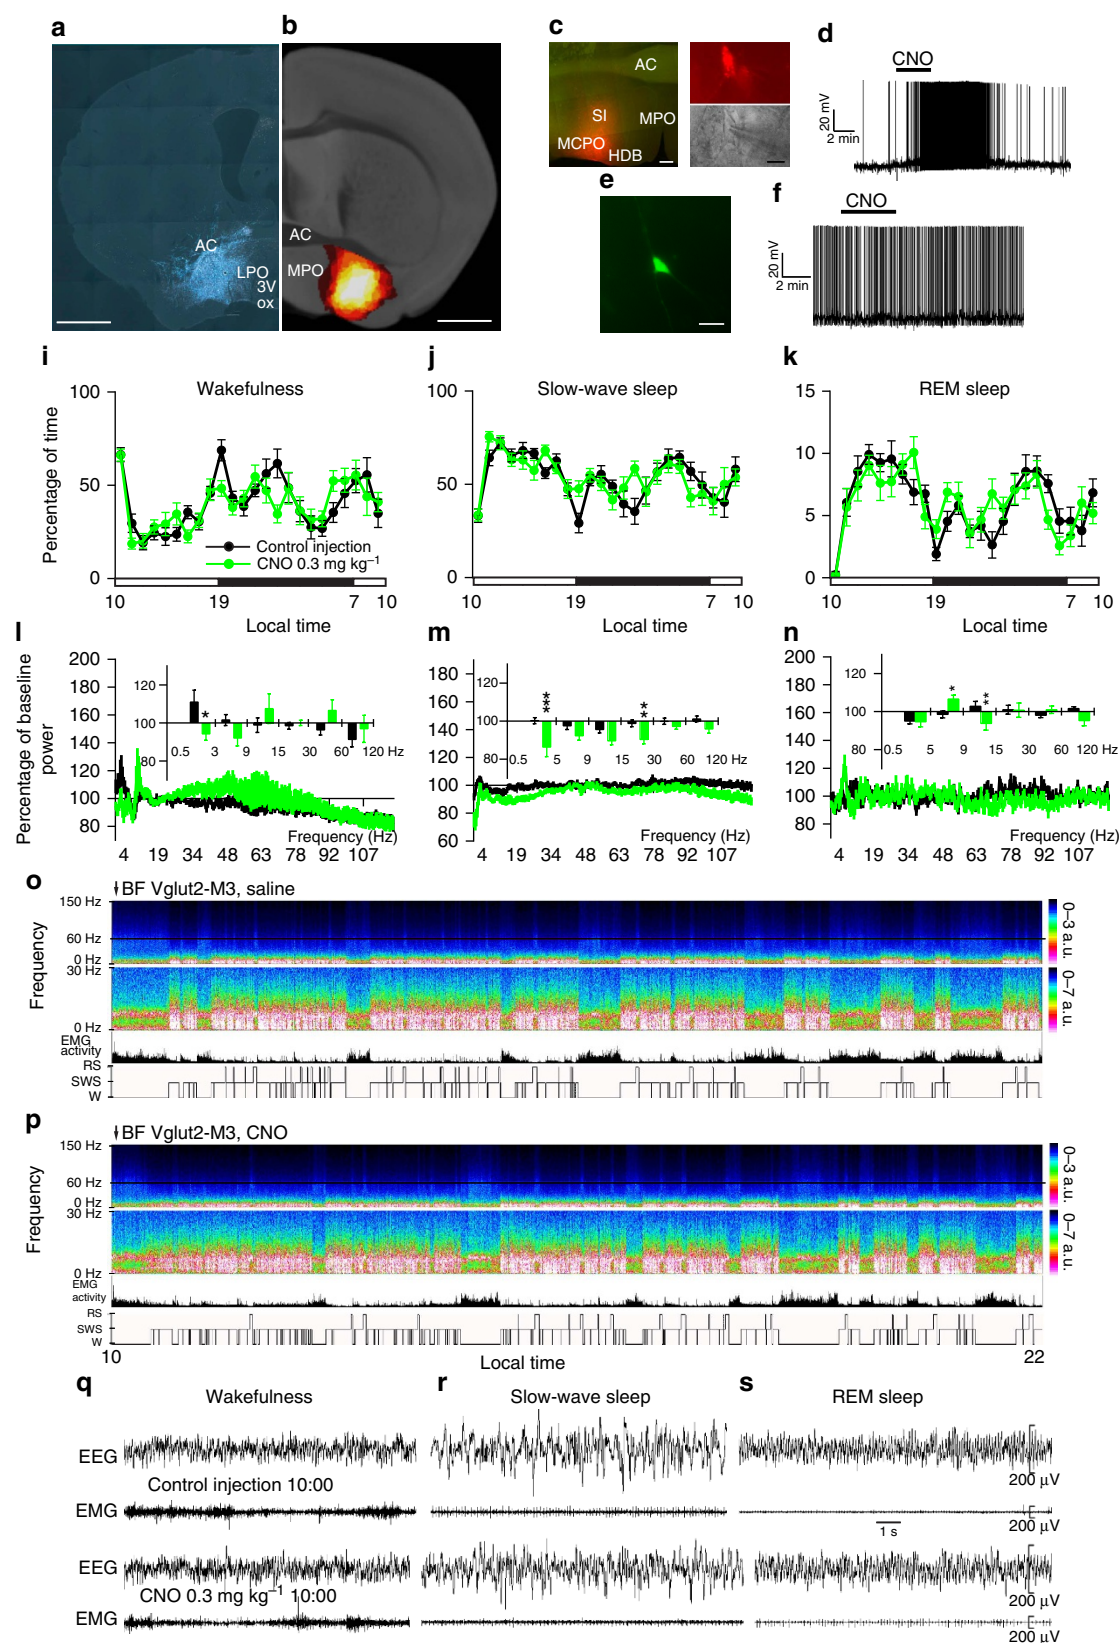 a
b
c
d
AC
LPO
3V
ox
AC
MPO
AC
SI
MPO
MCPO
HDB
CNO
20 mV
2 min
e
f
CNO
20 mV
2 min
i
j
k
Wakefulness
Slow-wave sleep
REM sleep
Percentage of time
100
50
0
Control injection
CNO 0.3 mg kg⁻¹
10
19
7
10
Local time
100
50
0
10
19
7
10
Local time
15
10
5
0
10
19
7
10
Local time
l
m
n
Percentage of baseline power
200
180
160
140
120
100
80
120
100
80
*
0.5 5 9 15 30 60 120 Hz
Frequency (Hz)
4 19 34 48 63 78 92 107
180
160
140
120
100
80
60
120
100
80
***
**
0.5 5 9 15 30 60 120 Hz
Frequency (Hz)
4 19 34 48 63 78 92 107
200
180
160
140
120
100
80
120
100
80
*
**
0.5 5 9 15 30 60 120 Hz
Frequency (Hz)
4 19 34 48 63 78 92 107
o
BF Vglut2-M3, saline
Frequency
150 Hz
60 Hz
0 Hz
30 Hz
0 Hz
0–3 a.u.
0–7 a.u.
EMG
activity
RS
SWS
W
p
BF Vglut2-M3, CNO
Frequency
150 Hz
60 Hz
0 Hz
30 Hz
0 Hz
0–3 a.u.
0–7 a.u.
EMG
activity
RS
SWS
W
10
Local time
22
q
r
s
Wakefulness
Slow-wave sleep
REM sleep
EEG
200 µV
Control injection 10:00
EMG
1 s
200 µV
EEG
200 µV
CNO 0.3 mg kg⁻¹ 10:00
EMG
200 µV